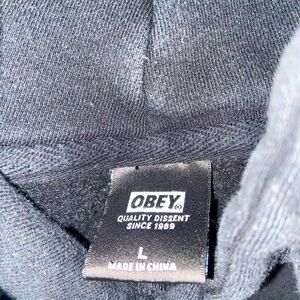 OBEY
QUALITY DISSENT
SINCE 1989
L
MADE IN CHINA